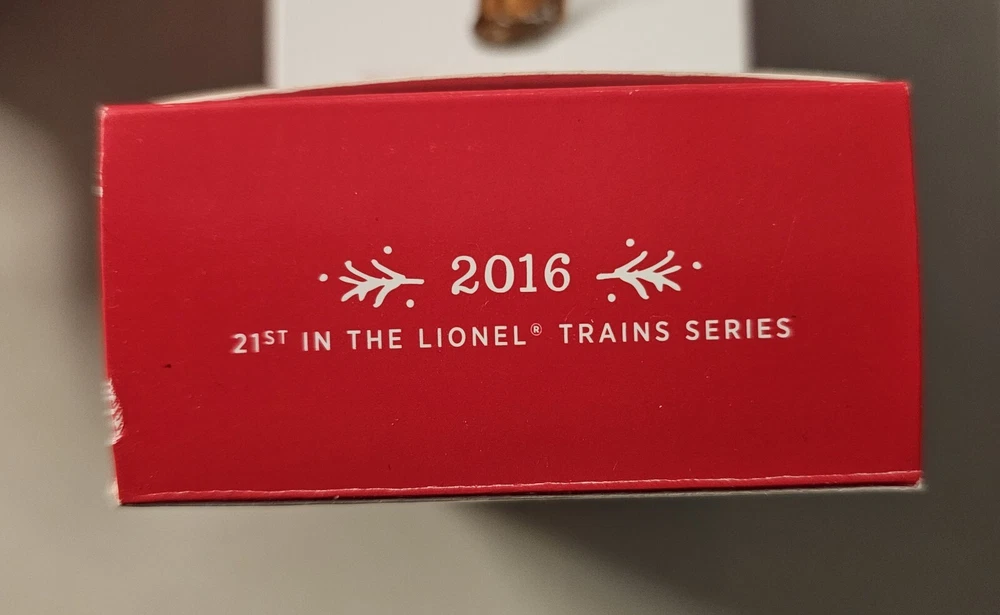 2016
21ST IN THE LIONEL® TRAINS SERIES